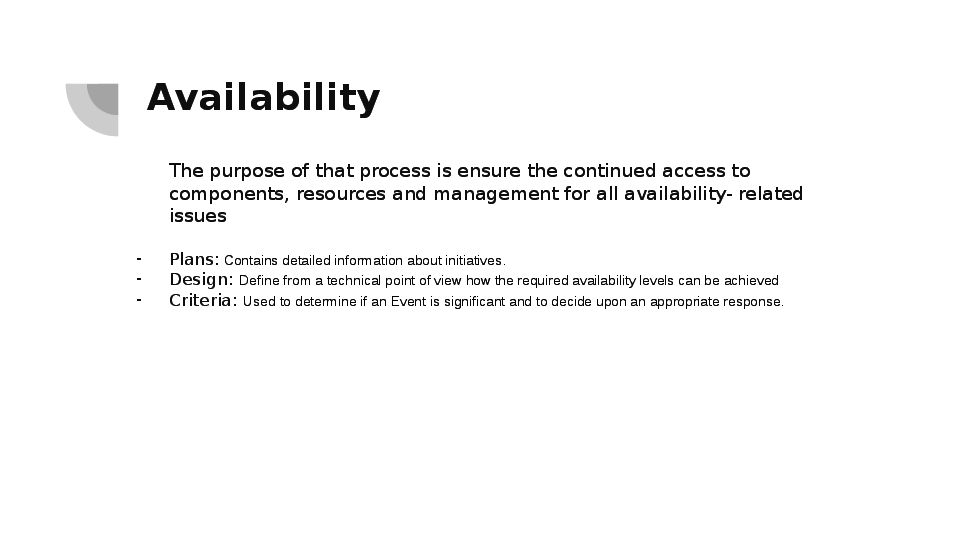 Availability
The purpose of that process is ensure the continued access to
components, resources and management for all availability- related
issues
- Plans: Contains detailed information about initiatives.
- Design: Define from a technical point of view how the required availability levels can be achieved
- Criteria: Used to determine if an Event is significant and to decide upon an appropriate response.